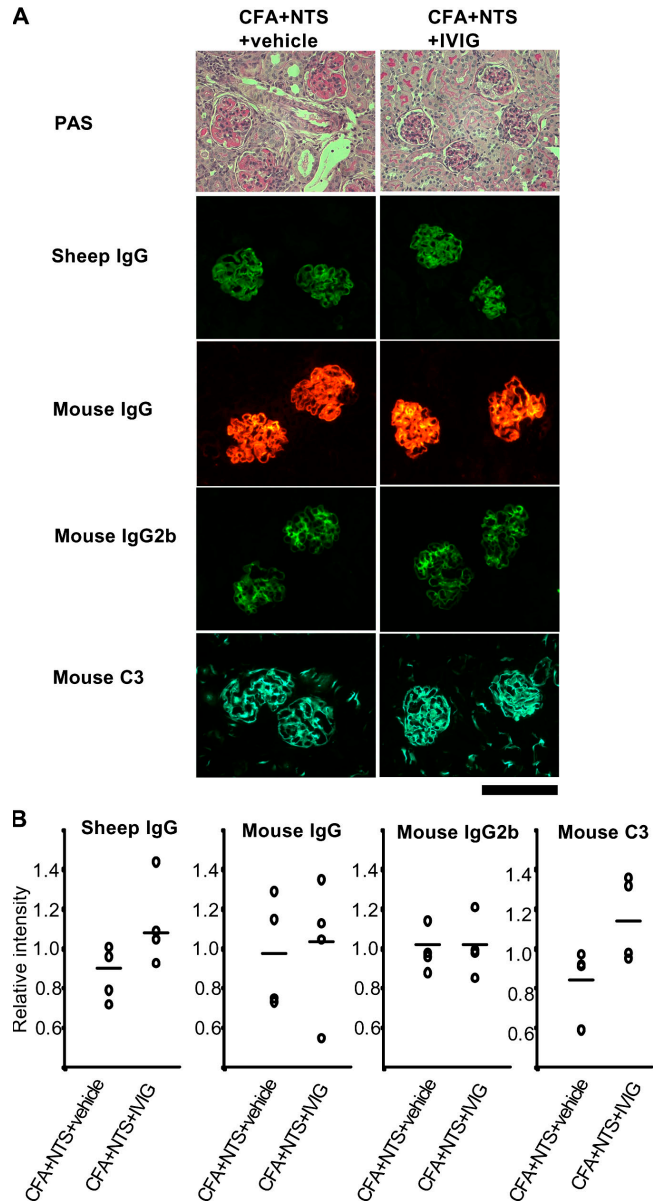 A
CFA+NTS
+vehicle
CFA+NTS
+IVIG
PAS
Sheep IgG
Mouse IgG
Mouse IgG2b
Mouse C3
B
Sheep IgG
Mouse IgG
Mouse IgG2b
Mouse C3
Relative intensity
1.4
1.2
1.0
0.8
0.6
1.4
1.2
1.0
0.8
0.6
1.4
1.2
1.0
0.8
0.6
1.4
1.2
1.0
0.8
0.6
CFA+NTS+vehicle
CFA+NTS+IVIG
CFA+NTS+vehicle
CFA+NTS+IVIG
CFA+NTS+vehicle
CFA+NTS+IVIG
CFA+NTS+vehicle
CFA+NTS+IVIG